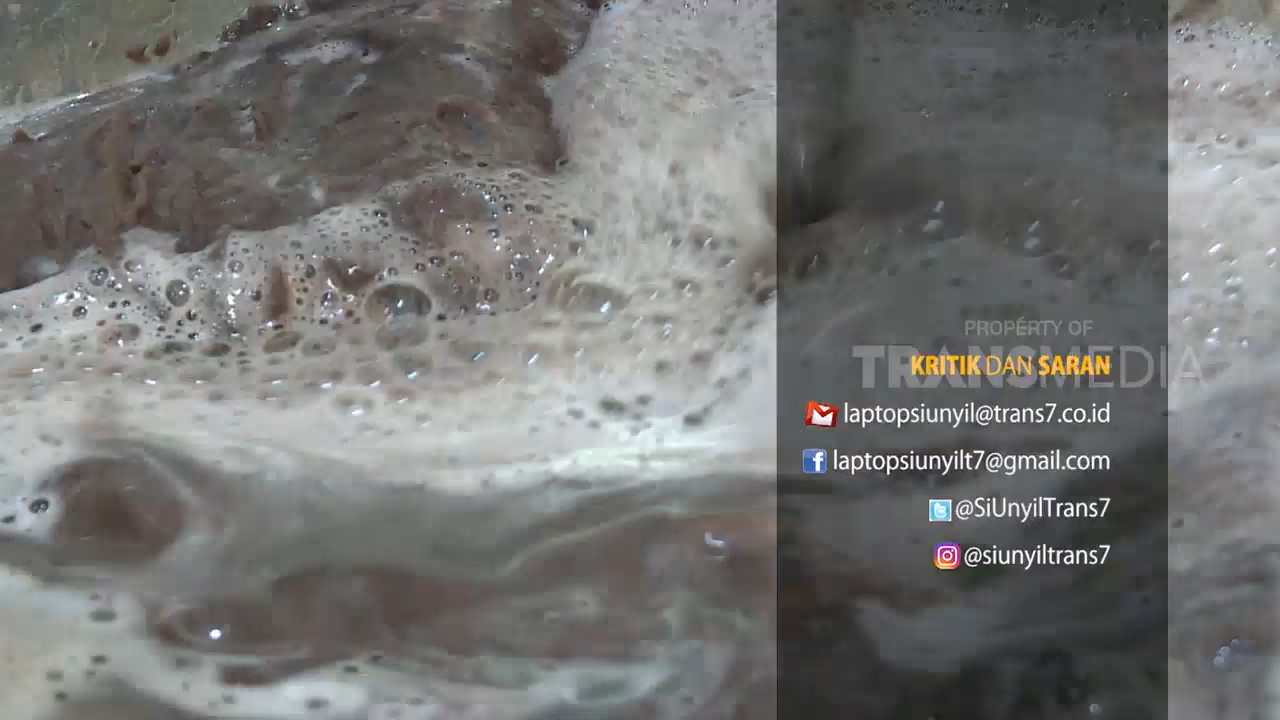 PROPERTY OF
TRANSMEDIA
KRITIK DAN SARAN
laptopsiunyil@trans7.co.id
laptopsiunyilt7@gmail.com
@SiUnyilTrans7
@siunyiltrans7